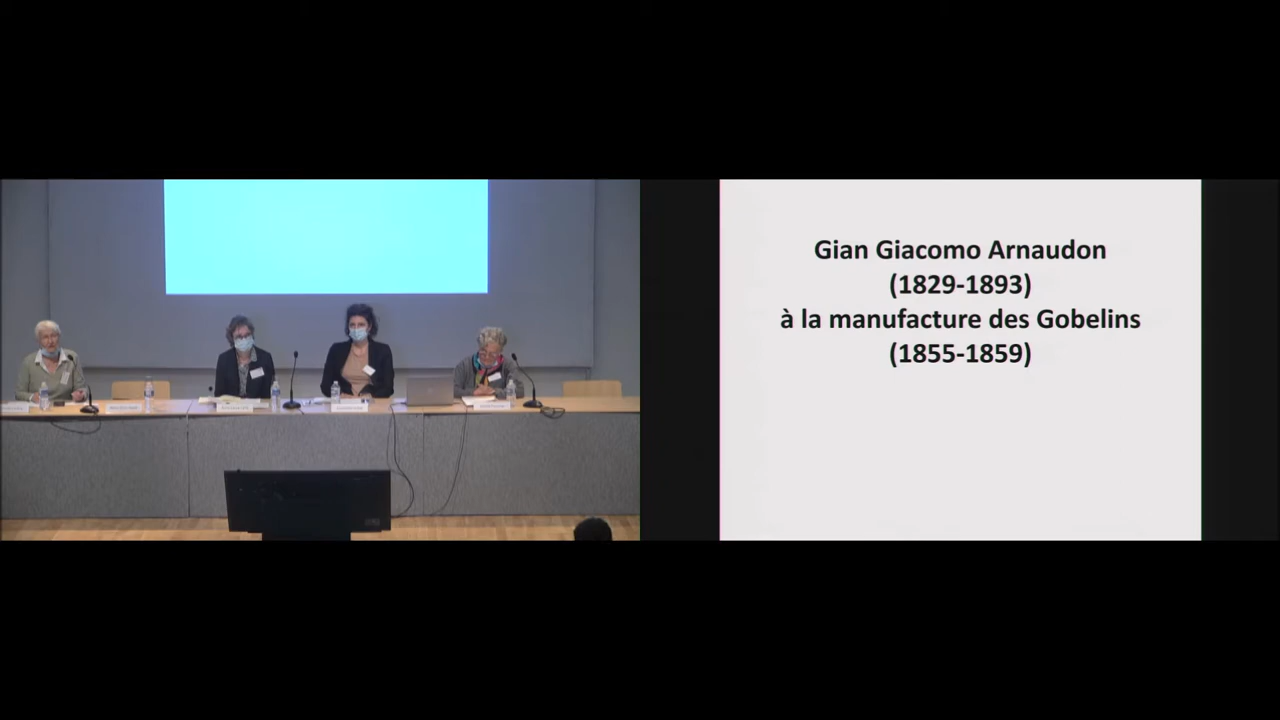 Gian Giacomo Arnaudon
(1829-1893)
à la manufacture des Gobelins
(1855-1859)